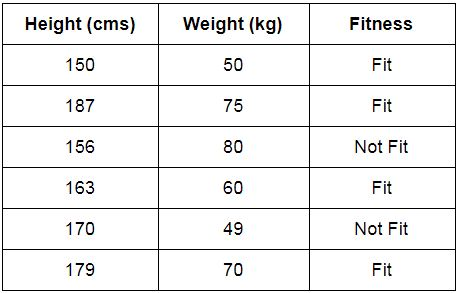 Height (cms) Weight (kg) Fitness
150 50 Fit
187 75 Fit
156 80 Not Fit
163 60 Fit
170 49 Not Fit
179 70 Fit